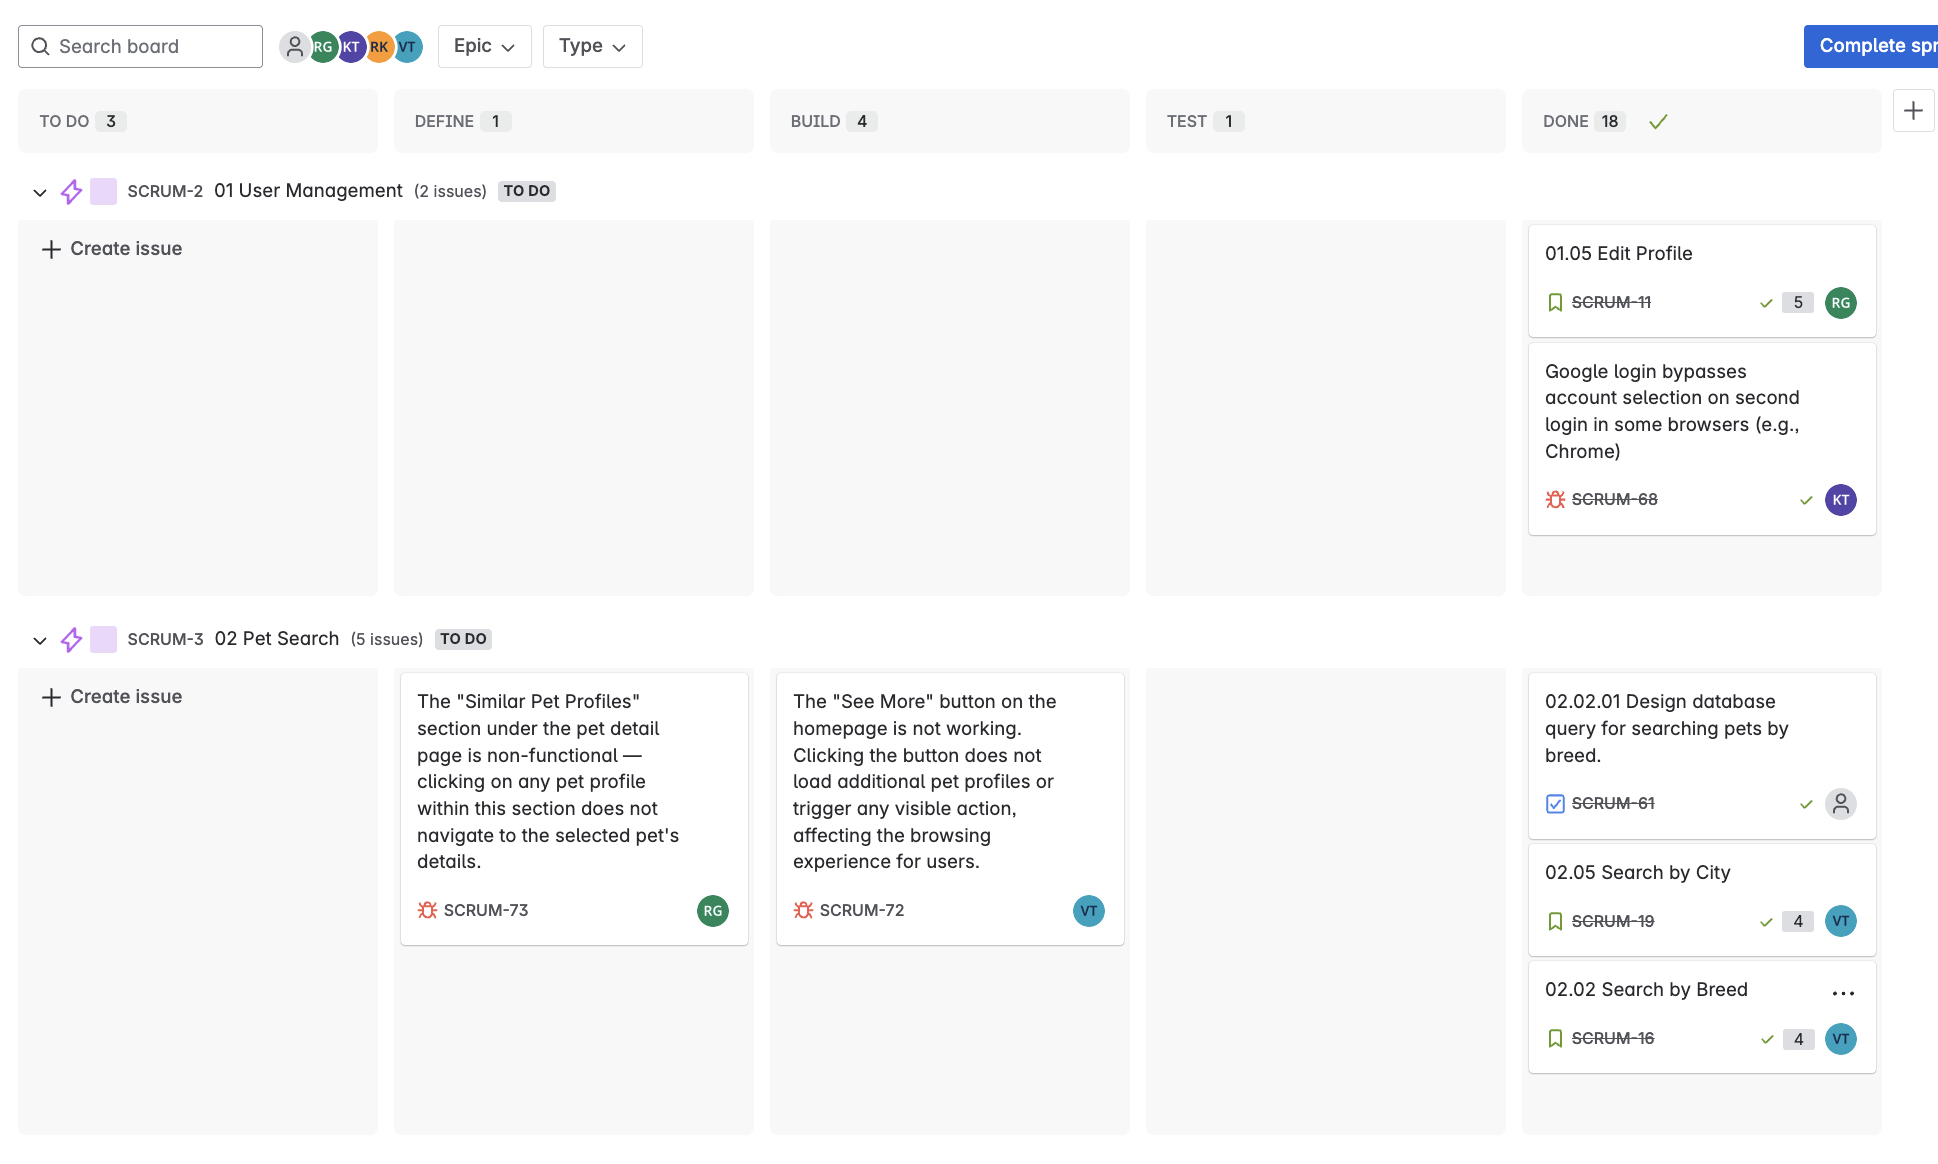 Search board
RG
KT
RK
VT
Epic
Type
Complete spr
TO DO 3
DEFINE 1
BUILD 4
TEST 1
DONE 18
SCRUM-2 01 User Management (2 issues) TO DO
Create issue
01.05 Edit Profile
SCRUM-11 5 RG
Google login bypasses
account selection on second
login in some browsers (e.g.,
Chrome)
SCRUM-68 KT
SCRUM-3 02 Pet Search (5 issues) TO DO
Create issue
The "Similar Pet Profiles"
section under the pet detail
page is non-functional —
clicking on any pet profile
within this section does not
navigate to the selected pet's
details.
SCRUM-73 RG
The "See More" button on the
homepage is not working.
Clicking the button does not
load additional pet profiles or
trigger any visible action,
affecting the browsing
experience for users.
SCRUM-72 VT
02.02.01 Design database
query for searching pets by
breed.
SCRUM-61
02.05 Search by City
SCRUM-19 4 VT
02.02 Search by Breed
SCRUM-16 4 VT